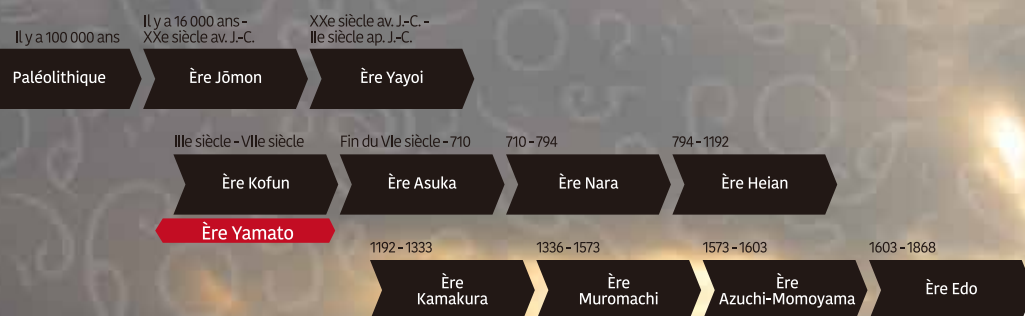 Il y a 100 000 ans
Il y a 16 000 ans -
XXe siècle av. J.-C.
XXe siècle av. J.-C. -
IIe siècle ap. J.-C.
Paléolithique
Ère Jōmon
Ère Yayoi
IIIe siècle - VIIe siècle
Fin du VIe siècle - 710
710 - 794
794 - 1192
Ère Kofun
Ère Asuka
Ère Nara
Ère Heian
Ère Yamato
1192 - 1333
1336 - 1573
1573 - 1603
1603 - 1868
Ère
Kamakura
Ère
Muromachi
Ère
Azuchi-Momoyama
Ère Edo